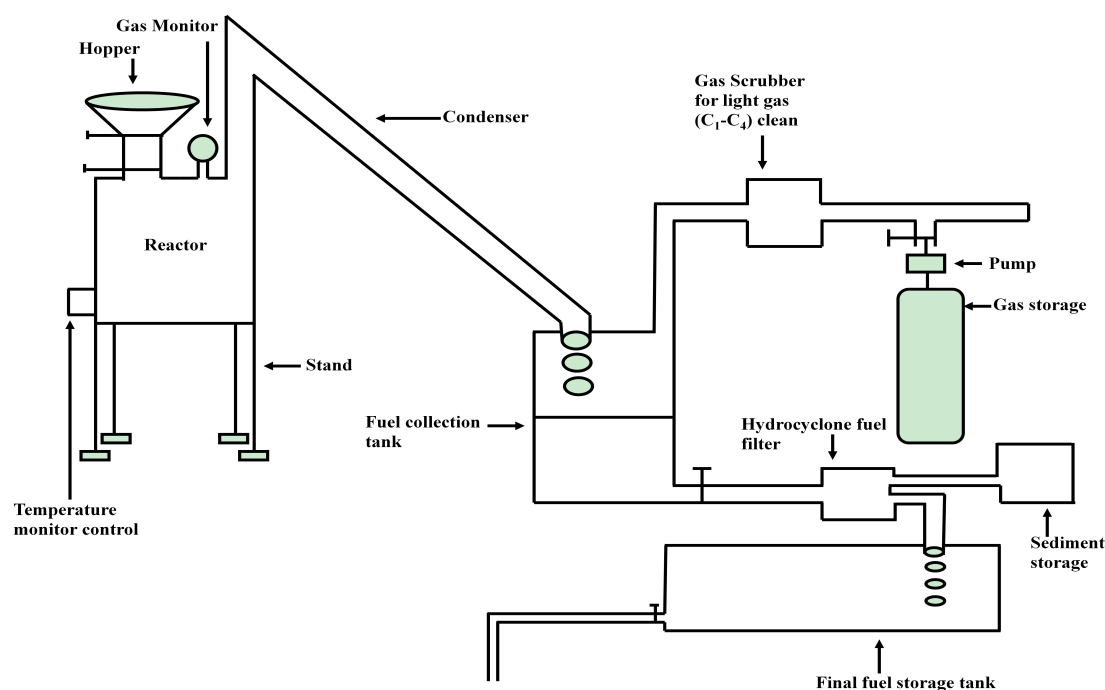 Gas Monitor
Hopper
Condenser
Gas Scrubber
for light gas
(C₁-C₄) clean
Reactor
Pump
Gas storage
Stand
Fuel collection
tank
Hydrocyclone fuel
filter
Temperature
monitor control
Sediment
storage
Final fuel storage tank